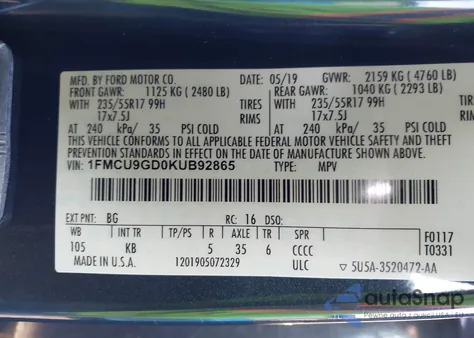 MFD. BY FORD MOTOR CO. 05/19 GVWR: 2159 KG ( 4760 LB)
FRONT GAWR: 1125 KG ( 2480 LB) REAR GAWR: 1040 KG ( 2293 LB)
WITH 235/55R17 99H TIRES WITH 235/55R17 99H TIRES
17x7.5J RIMS 17x7.5J RIMS
AT 240 kPa/ 35 PSI COLD AT 240 kPa/ 35 PSI COLD
THIS VEHICLE CONFORMS TO ALL APPLICABLE FEDERAL MOTOR VEHICLE SAFETY AND THEFT PREVENTION STANDARDS IN EFFECT ON THE DATE OF MANUFACTURE SHOWN ABOVE.
VIN: 1FMCU9GD0KUB92865 TYPE: MPV
EXT PNT: BG RC: 16 DSO: F0117
WB TP/PS R AXLE TR SPR T0331
105 KB 5 35 6 CCCC
MADE IN U.S.A. 1201905072329 ULC 5U5A-3520472-AA
autoSnap